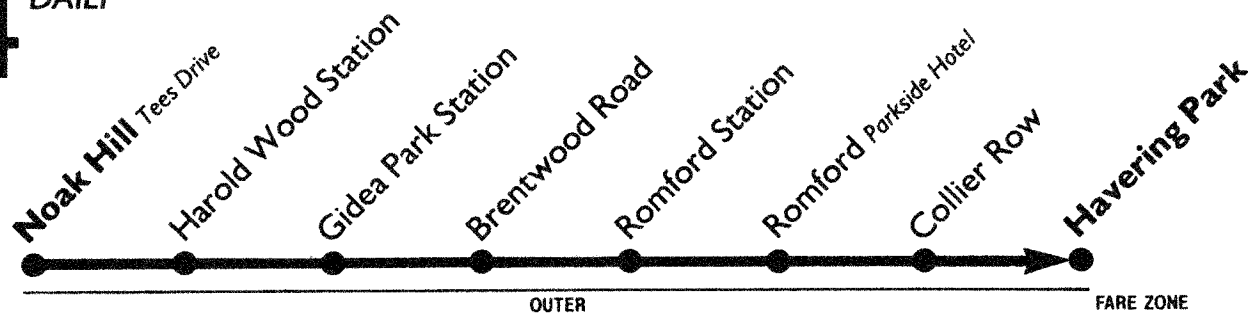 DAILY
Noak Hill Tees Drive
Harold Wood Station
Gidea Park Station
Brentwood Road
Romford Station
Romford Parkside Hotel
Collier Row
Havering Park
OUTER
FARE ZONE